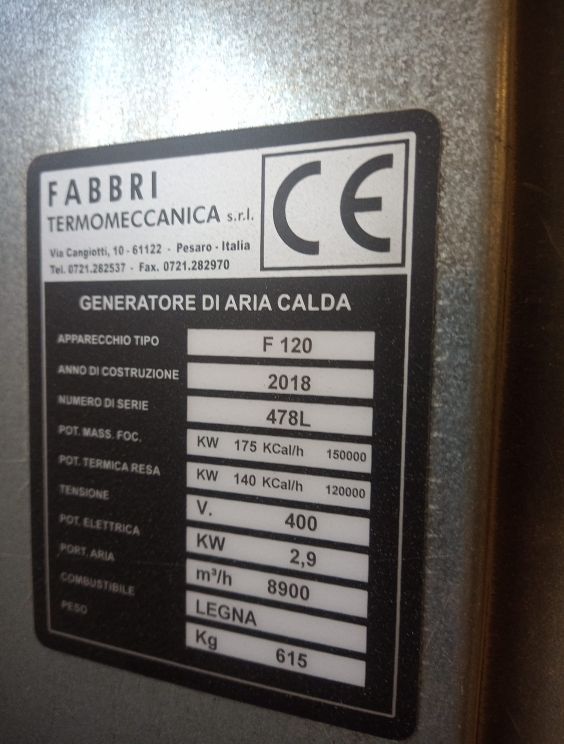 FABBRI
TERMOMECCANICA s.r.l.
Via Cangiotti, 10 - 61122 - Pesaro - Italia
Tel. 0721.282537 - Fax. 0721.282970
CE
GENERATORE DI ARIA CALDA
APPARECCHIO TIPO F 120
ANNO DI COSTRUZIONE 2018
NUMERO DI SERIE 478L
POT. MASS. FOC. KW 175 KCal/h 150000
POT. TERMICA RESA KW 140 KCal/h 120000
TENSIONE V. 400
POT. ELETTRICA KW 2,9
PORT. ARIA m³/h 8900
COMBUSTIBILE LEGNA
PESO Kg 615